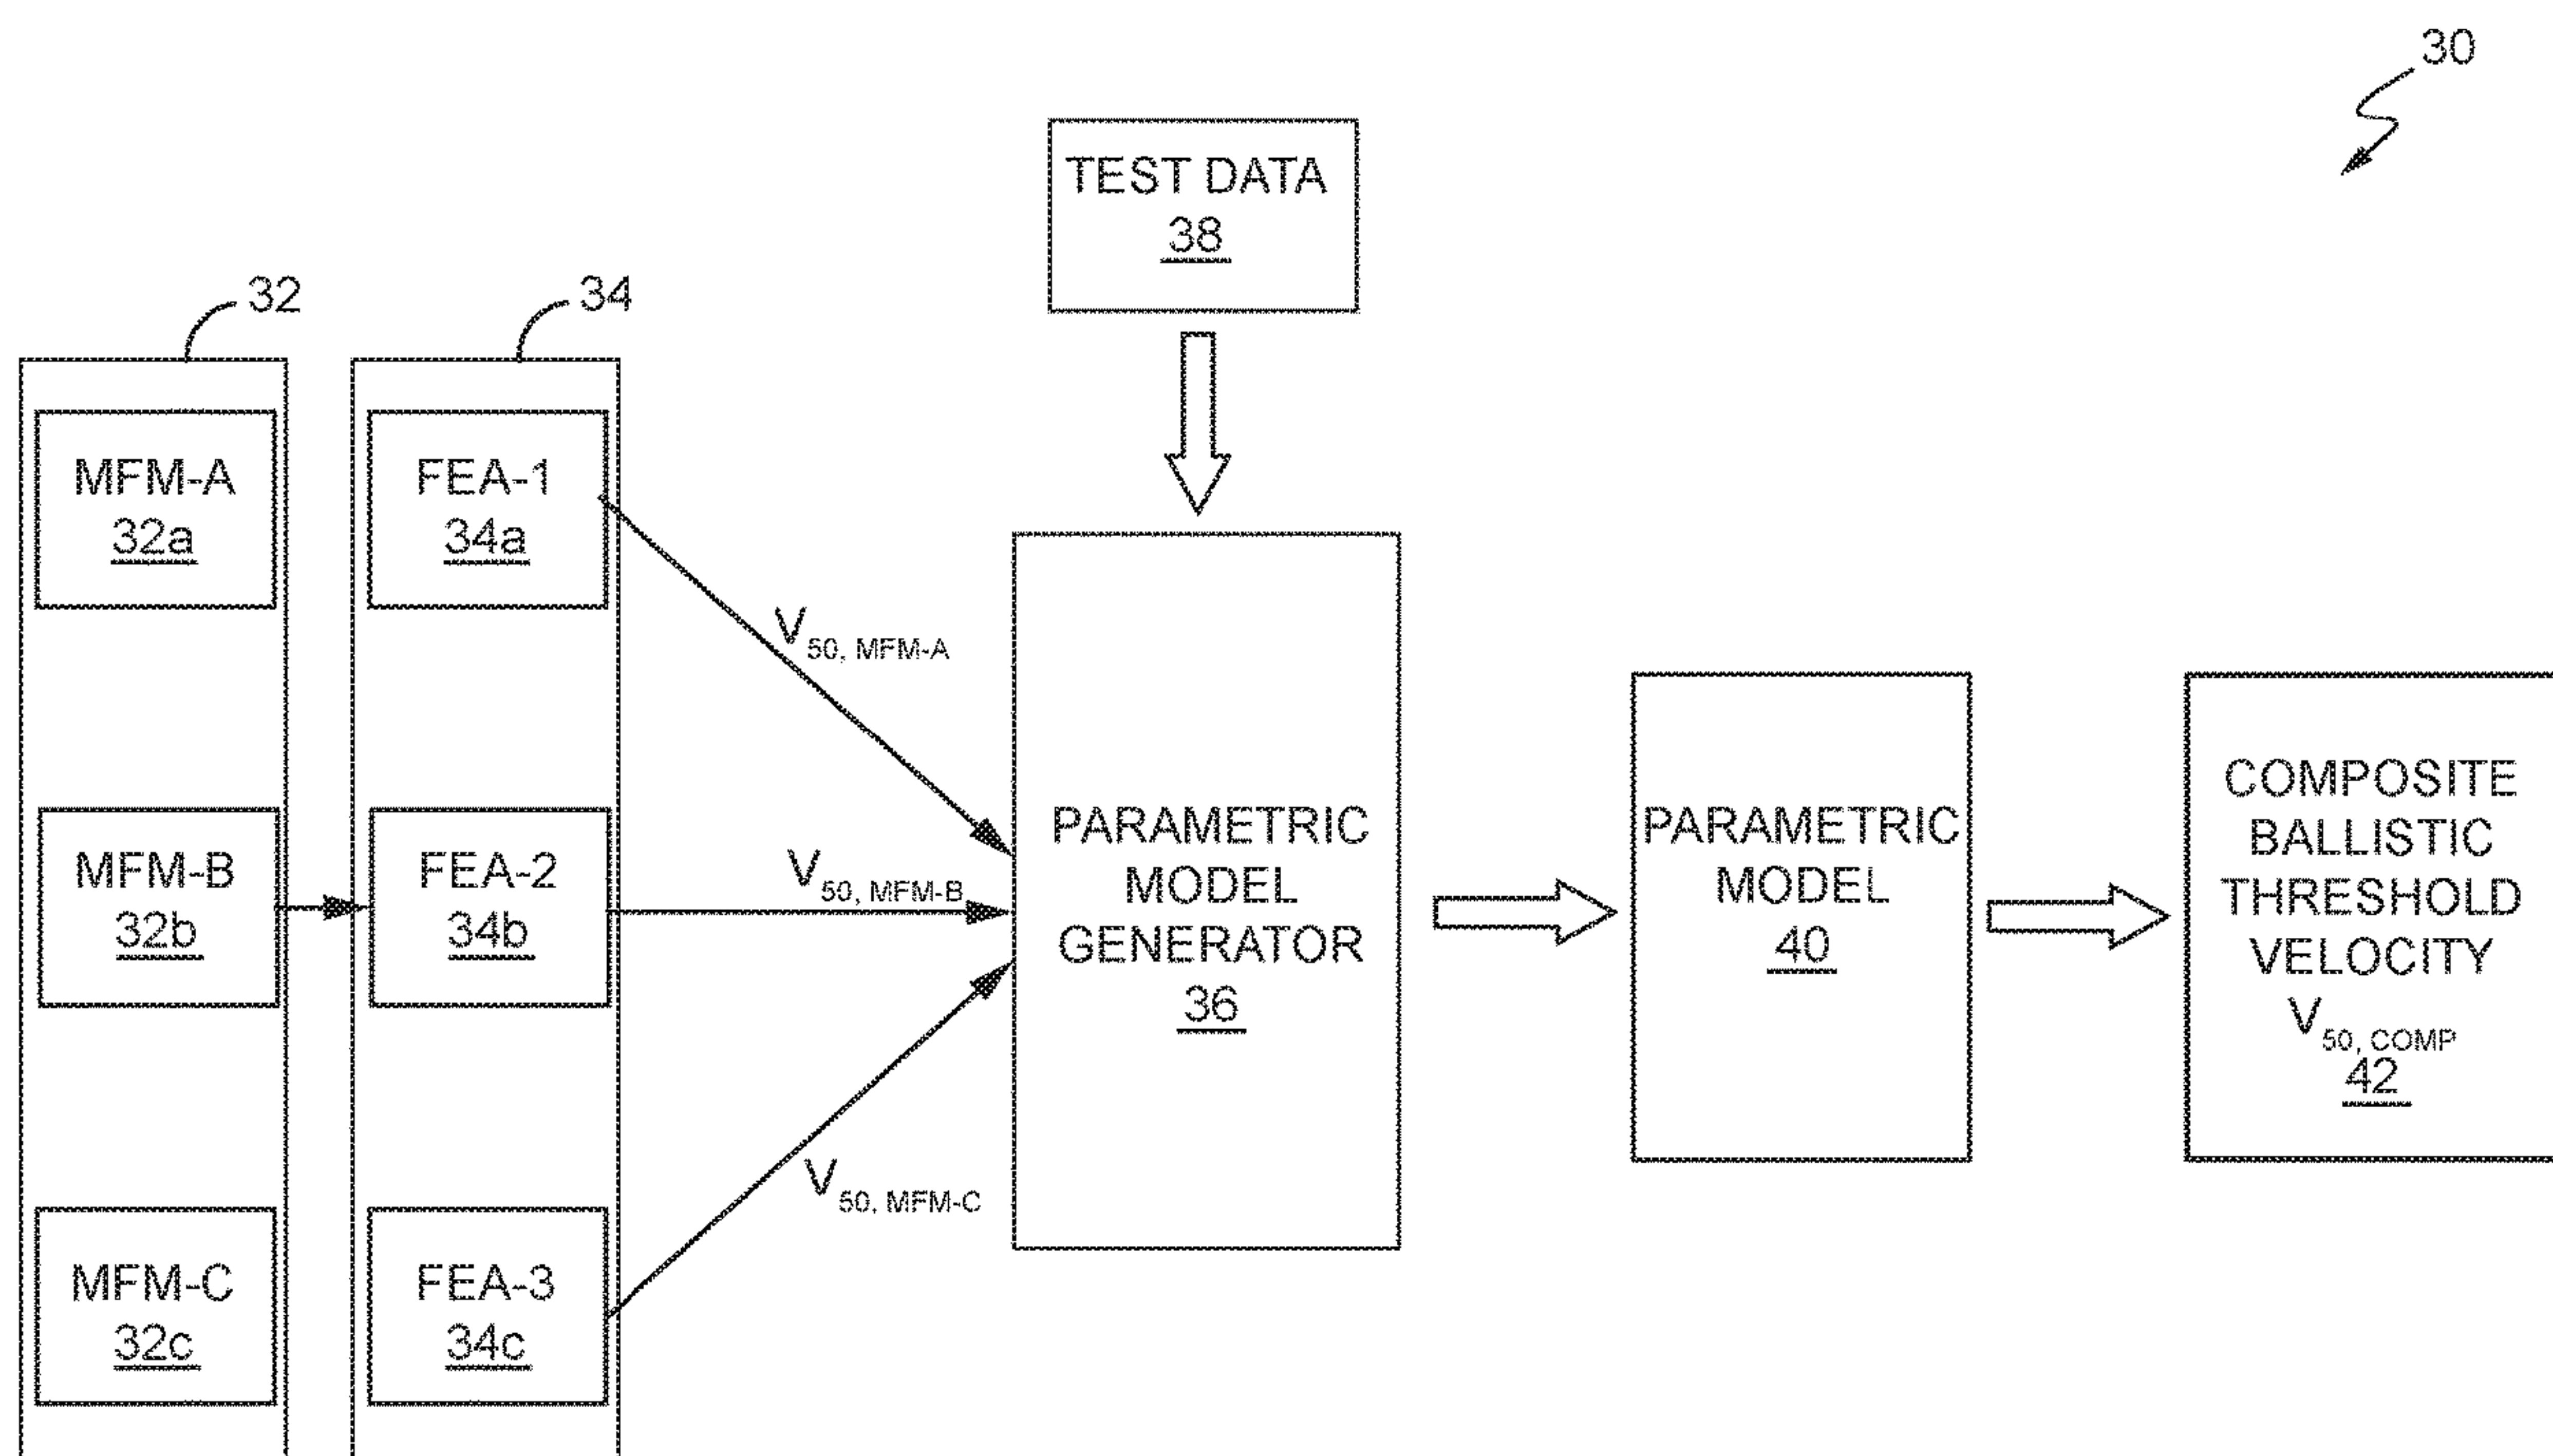 30
TEST DATA
38
32
34
MFM-A
32a
FEA-1
34a
V50, MFM-A
MFM-B
32b
FEA-2
34b
V50, MFM-B
PARAMETRIC
MODEL
GENERATOR
36
PARAMETRIC
MODEL
40
COMPOSITE
BALLISTIC
THRESHOLD
VELOCITY
V50, COMP
42
V50, MFM-C
MFM-C
32c
FEA-3
34c